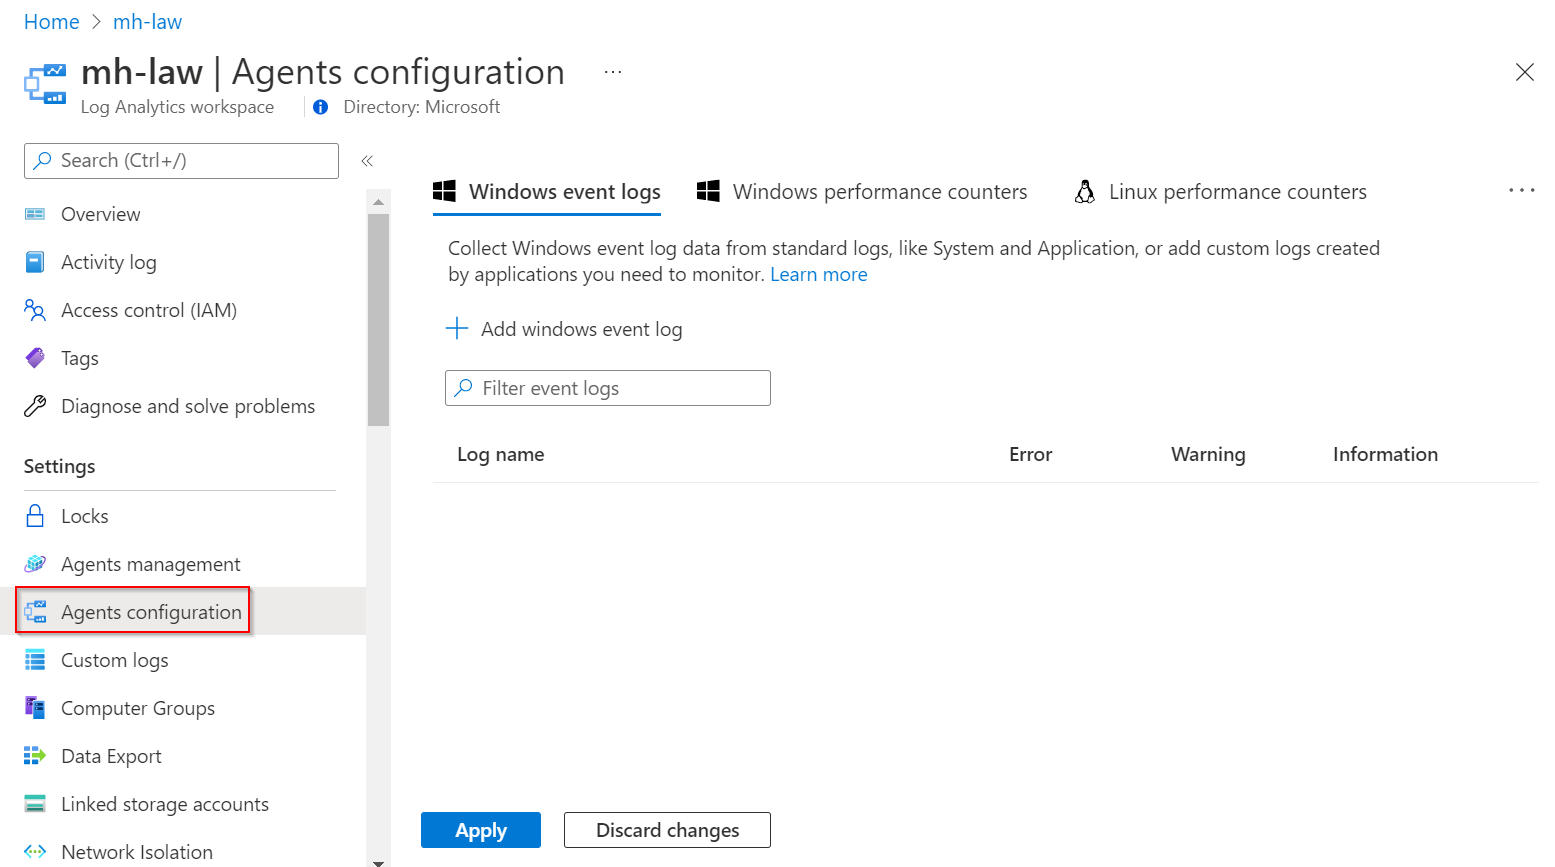 Home > mh-law
mh-law | Agents configuration ...
Log Analytics workspace Directory: Microsoft
Search (Ctrl+/)
«
Overview
Activity log
Access control (IAM)
Tags
Diagnose and solve problems
Settings
Locks
Agents management
Agents configuration
Custom logs
Computer Groups
Data Export
Linked storage accounts
Network Isolation
Windows event logs Windows performance counters Linux performance counters ...
Collect Windows event log data from standard logs, like System and Application, or add custom logs created
by applications you need to monitor. Learn more
+ Add windows event log
Filter event logs
Log name Error Warning Information
Apply Discard changes